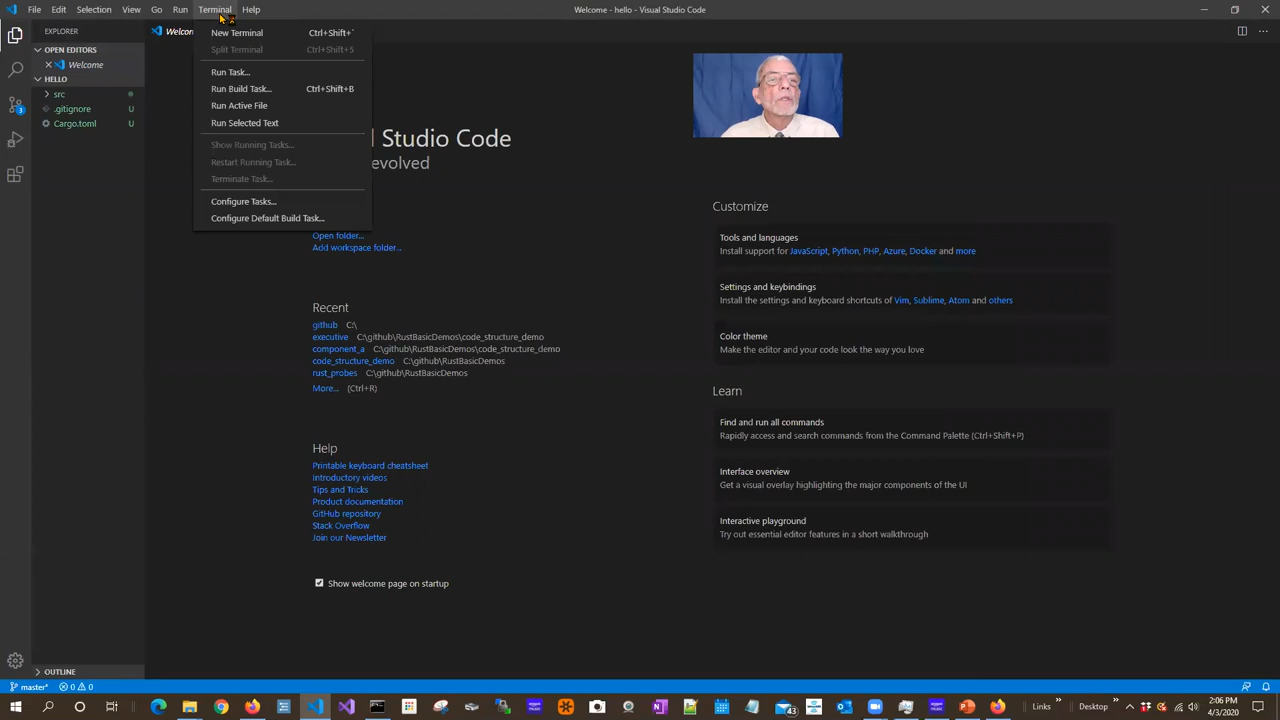 File Edit Selection View Go Run Terminal Help
Welcome - hello - Visual Studio Code
EXPLORER
OPEN EDITORS
Welcome
HELLO
src
.gitignore U
Cargo.toml U
OUTLINE
New Terminal Ctrl+Shift+`
Split Terminal Ctrl+Shift+5
Run Task...
Run Build Task... Ctrl+Shift+B
Run Active File
Run Selected Text
Show Running Tasks...
Restart Running Task...
Terminate Task...
Configure Tasks...
Configure Default Build Task...
Studio Code
evolved
Open folder...
Add workspace folder...
Recent
github C:\
executive C:\github\RustBasicDemos\code_structure_demo
component_a C:\github\RustBasicDemos\code_structure_demo
code_structure_demo C:\github\RustBasicDemos
rust_probes C:\github\RustBasicDemos
More... (Ctrl+R)
Help
Printable keyboard cheatsheet
Introductory videos
Tips and Tricks
Product documentation
GitHub repository
Stack Overflow
Join our Newsletter
Show welcome page on startup
Customize
Tools and languages
Install support for JavaScript, Python, PHP, Azure, Docker and more
Settings and keybindings
Install the settings and keyboard shortcuts of Vim, Sublime, Atom and others
Color theme
Make the editor and your code look the way you love
Learn
Find and run all commands
Rapidly access and search commands from the Command Palette (Ctrl+Shift+P)
Interface overview
Get a visual overlay highlighting the major components of the UI
Interactive playground
Try out essential editor features in a short walkthrough
3
master* 0 0
43
Links
Desktop
2:06 PM
4/3/2020